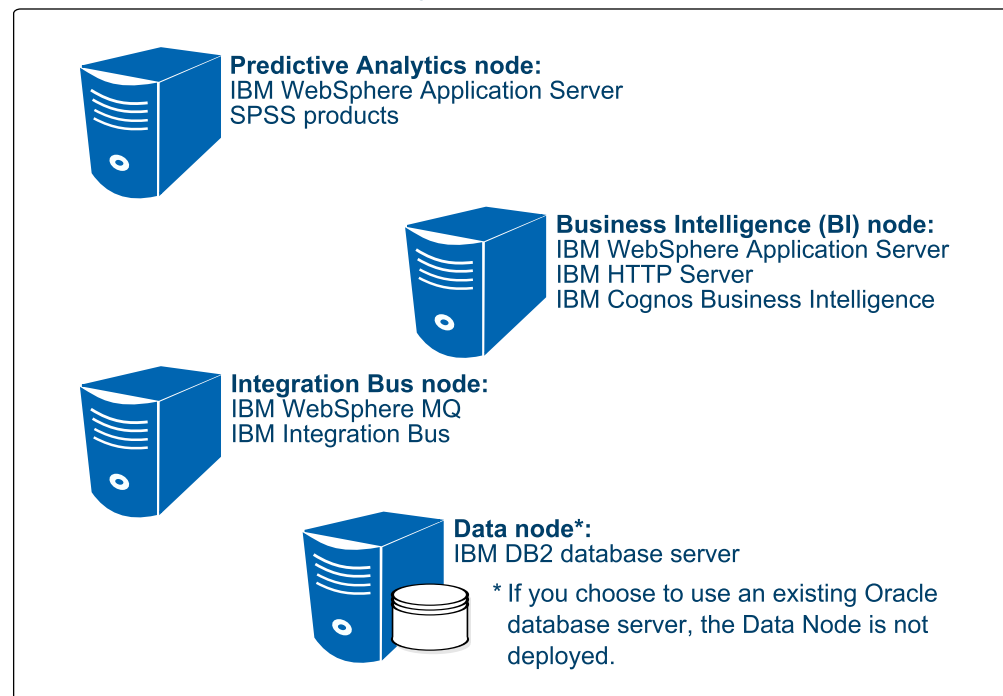 Predictive Analytics node:
IBM WebSphere Application Server
SPSS products
Business Intelligence (BI) node:
IBM WebSphere Application Server
IBM HTTP Server
IBM Cognos Business Intelligence
Integration Bus node:
IBM WebSphere MQ
IBM Integration Bus
Data node*:
IBM DB2 database server
* If you choose to use an existing Oracle
database server, the Data Node is not
deployed.